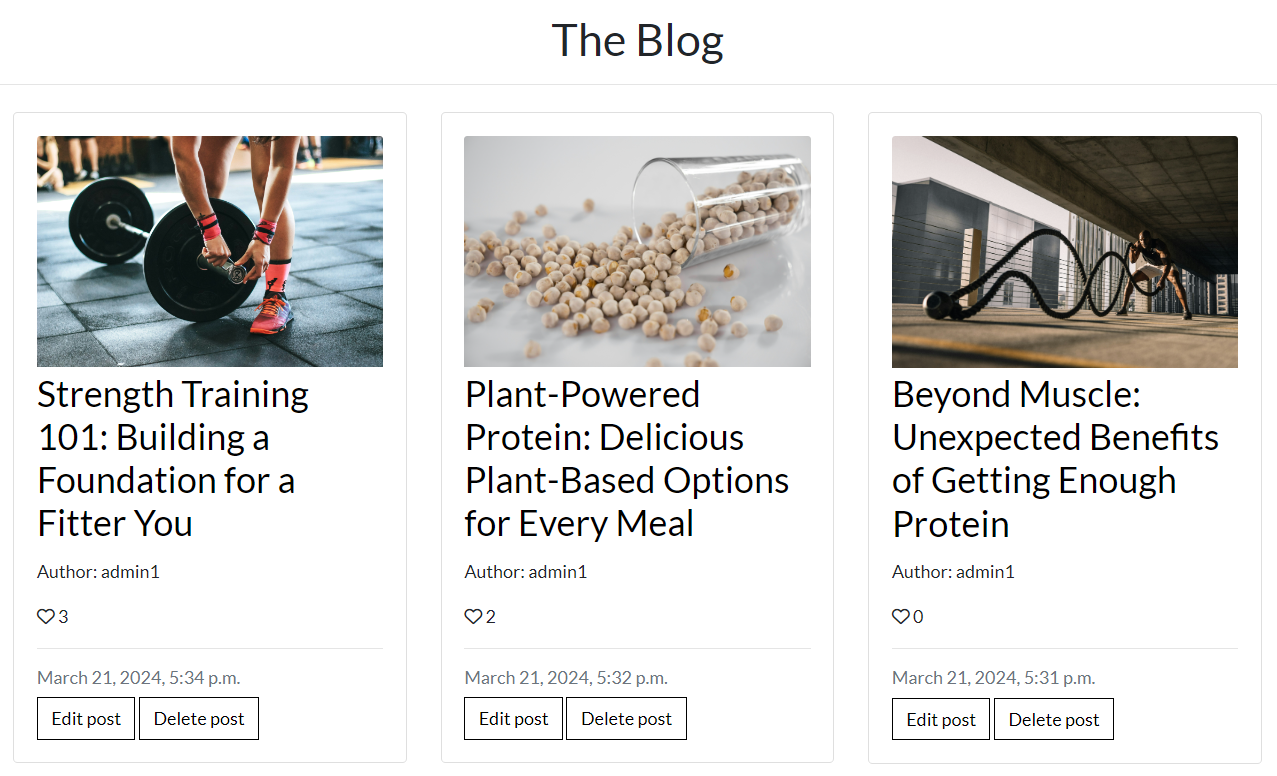 The Blog
Strength Training
101: Building a
Foundation for a
Fitter You
Author: admin1
3
March 21, 2024, 5:34 p.m.
Edit post Delete post
Plant-Powered
Protein: Delicious
Plant-Based Options
for Every Meal
Author: admin1
2
March 21, 2024, 5:32 p.m.
Edit post Delete post
Beyond Muscle:
Unexpected Benefits
of Getting Enough
Protein
Author: admin1
0
March 21, 2024, 5:31 p.m.
Edit post Delete post